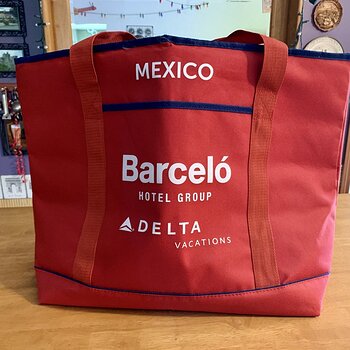 MEXICO
Barceló
HOTEL GROUP
DELTA
VACATIONS